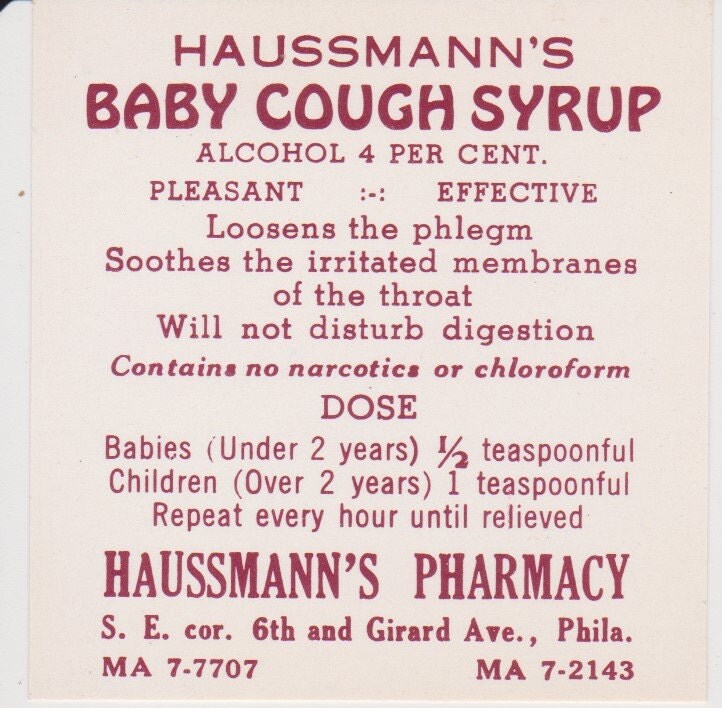 HAUSSMANN'S
BABY COUGH SYRUP
ALCOHOL 4 PER CENT.
PLEASANT :-: EFFECTIVE
Loosens the phlegm
Soothes the irritated membranes
of the throat
Will not disturb digestion
Contains no narcotics or chloroform
DOSE
Babies (Under 2 years) ½ teaspoonful
Children (Over 2 years) 1 teaspoonful
Repeat every hour until relieved
HAUSSMANN'S PHARMACY
S. E. cor. 6th and Girard Ave., Phila.
MA 7-7707 MA 7-2143